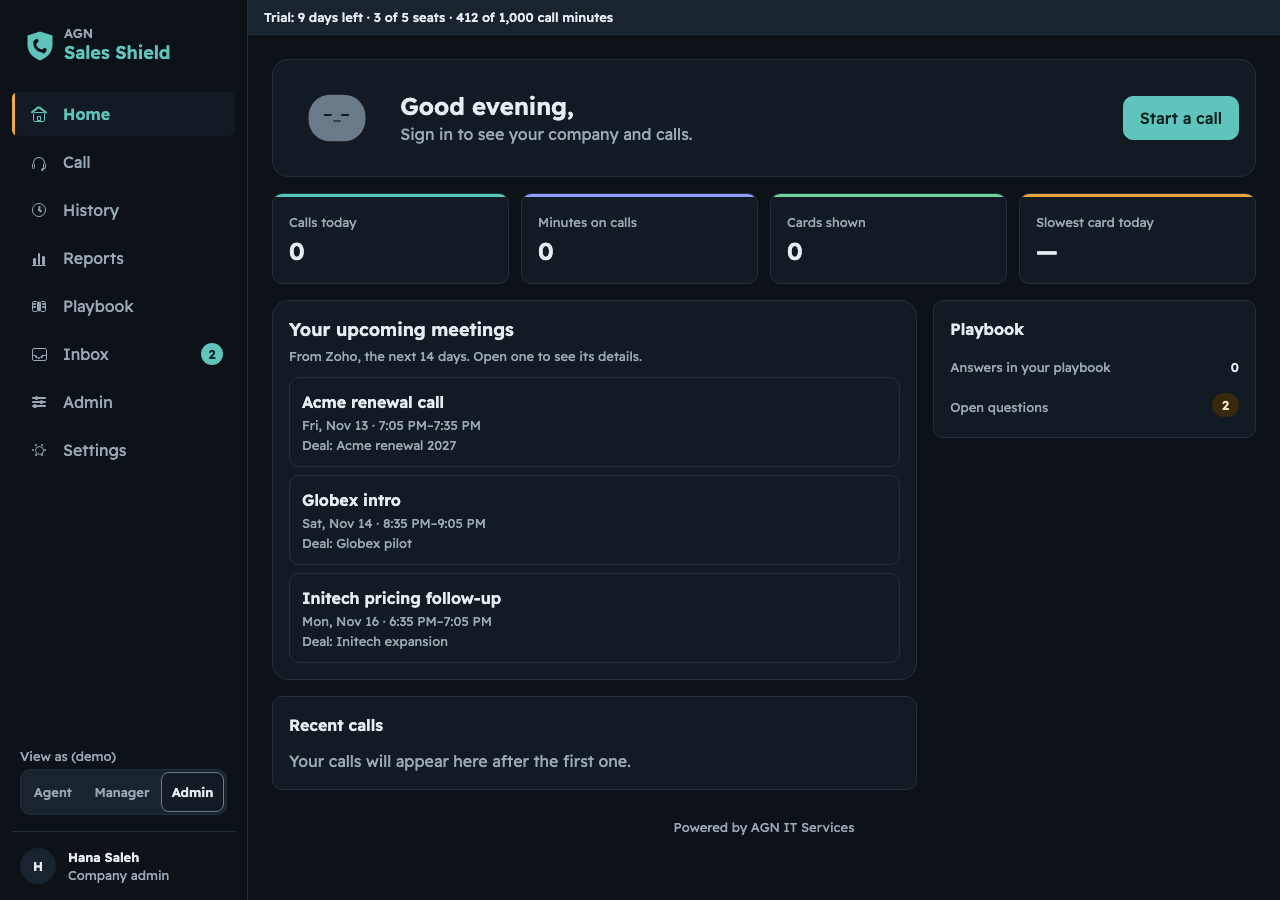 Trial: 9 days left · 3 of 5 seats · 412 of 1,000 call minutes
AGN
Sales Shield
Home
Call
History
Reports
Playbook
Inbox
2
Admin
Settings
View as (demo)
Agent
Manager
Admin
H
Hana Saleh
Company admin
Good evening,
Sign in to see your company and calls.
Start a call
Calls today
0
Minutes on calls
0
Cards shown
0
Slowest card today
—
Your upcoming meetings
From Zoho, the next 14 days. Open one to see its details.
Acme renewal call
Fri, Nov 13 · 7:05 PM–7:35 PM
Deal: Acme renewal 2027
Globex intro
Sat, Nov 14 · 8:35 PM–9:05 PM
Deal: Globex pilot
Initech pricing follow-up
Mon, Nov 16 · 6:35 PM–7:05 PM
Deal: Initech expansion
Playbook
Answers in your playbook
0
Open questions
2
Recent calls
Your calls will appear here after the first one.
Powered by AGN IT Services